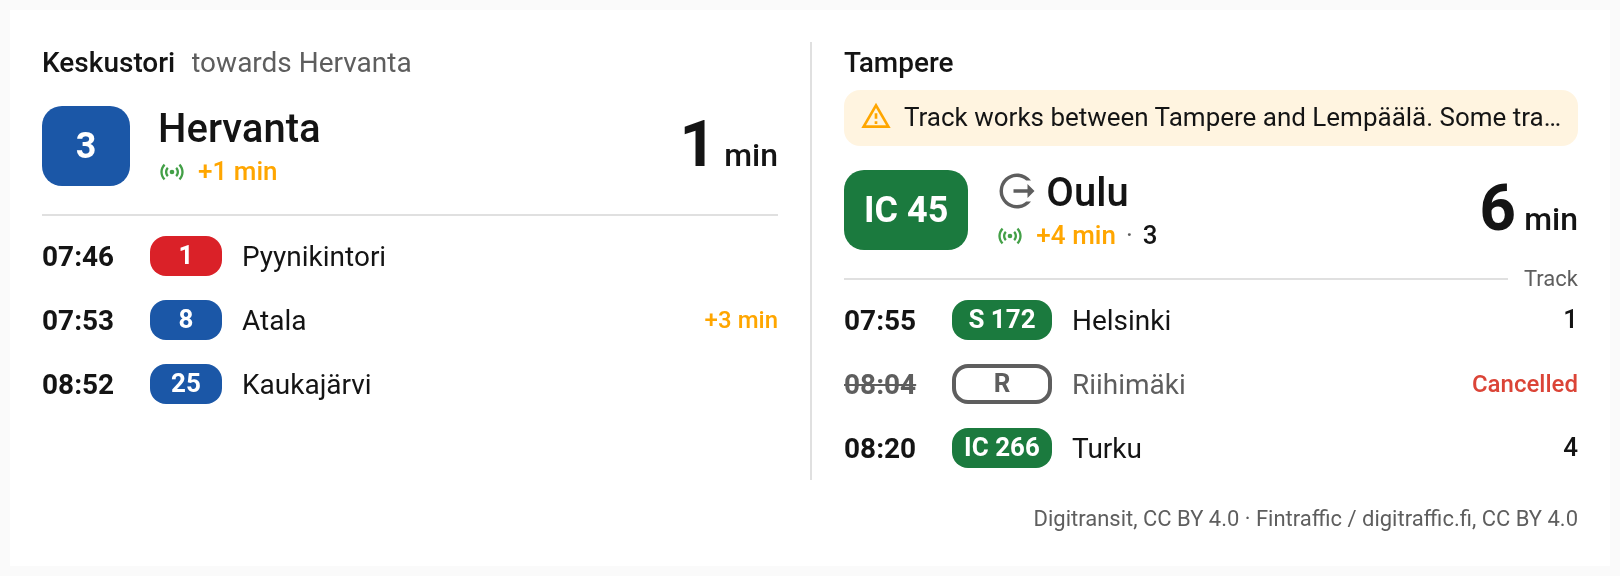 Keskustori towards Hervanta
3 Hervanta 1 min
+1 min
07:46 1 Pyynikintori
07:53 8 Atala +3 min
08:52 25 Kaukajärvi
Tampere
Track works between Tampere and Lempäälä. Some tra...
IC 45 Oulu 6 min
+4 min · 3
Track
07:55 S 172 Helsinki 1
08:04 R Riihimäki Cancelled
08:20 IC 266 Turku 4
Digitransit, CC BY 4.0 · Fintraffic / digitraffic.fi, CC BY 4.0